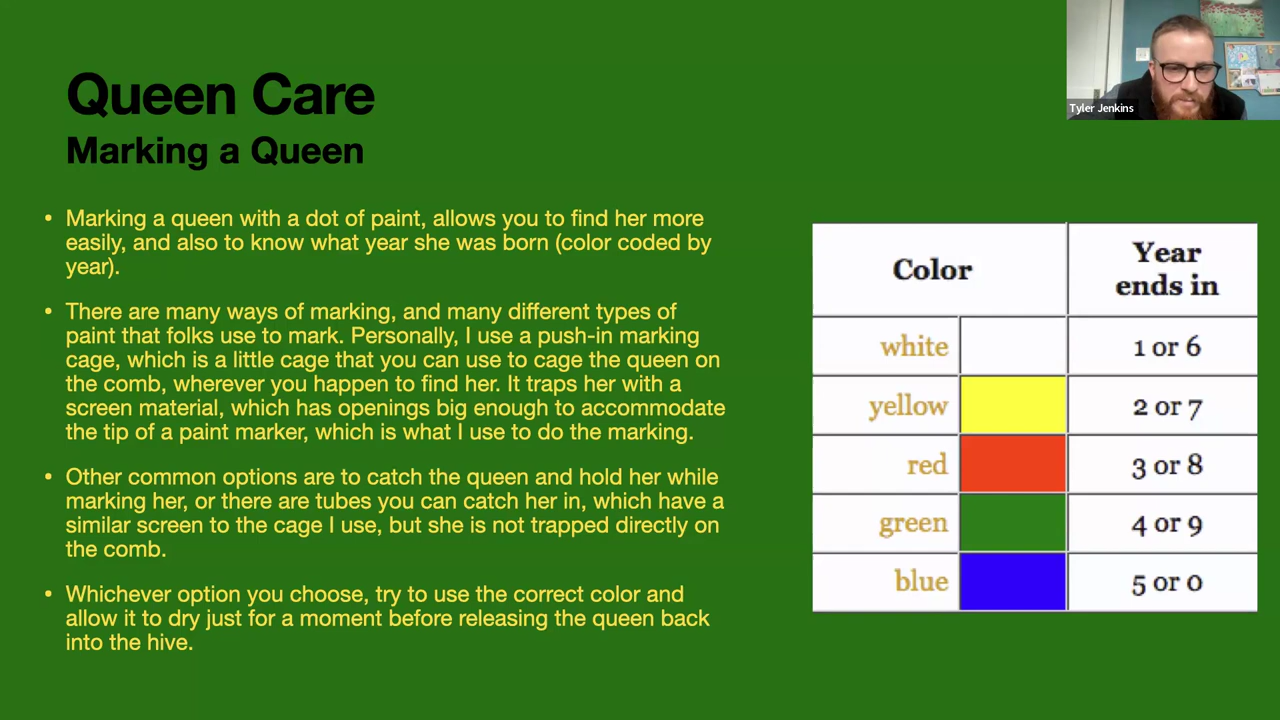 Queen Care
Marking a Queen
Tyler Jenkins
• Marking a queen with a dot of paint, allows you to find her more
easily, and also to know what year she was born (color coded by
year).
• There are many ways of marking, and many different types of
paint that folks use to mark. Personally, I use a push-in marking
cage, which is a little cage that you can use to cage the queen on
the comb, wherever you happen to find her. It traps her with a
screen material, which has openings big enough to accommodate
the tip of a paint marker, which is what I use to do the marking.
• Other common options are to catch the queen and hold her while
marking her, or there are tubes you can catch her in, which have a
similar screen to the cage I use, but she is not trapped directly on
the comb.
• Whichever option you choose, try to use the correct color and
allow it to dry just for a moment before releasing the queen back
into the hive.
Color
Year
ends in
white 1 or 6
yellow 2 or 7
red 3 or 8
green 4 or 9
blue 5 or 0